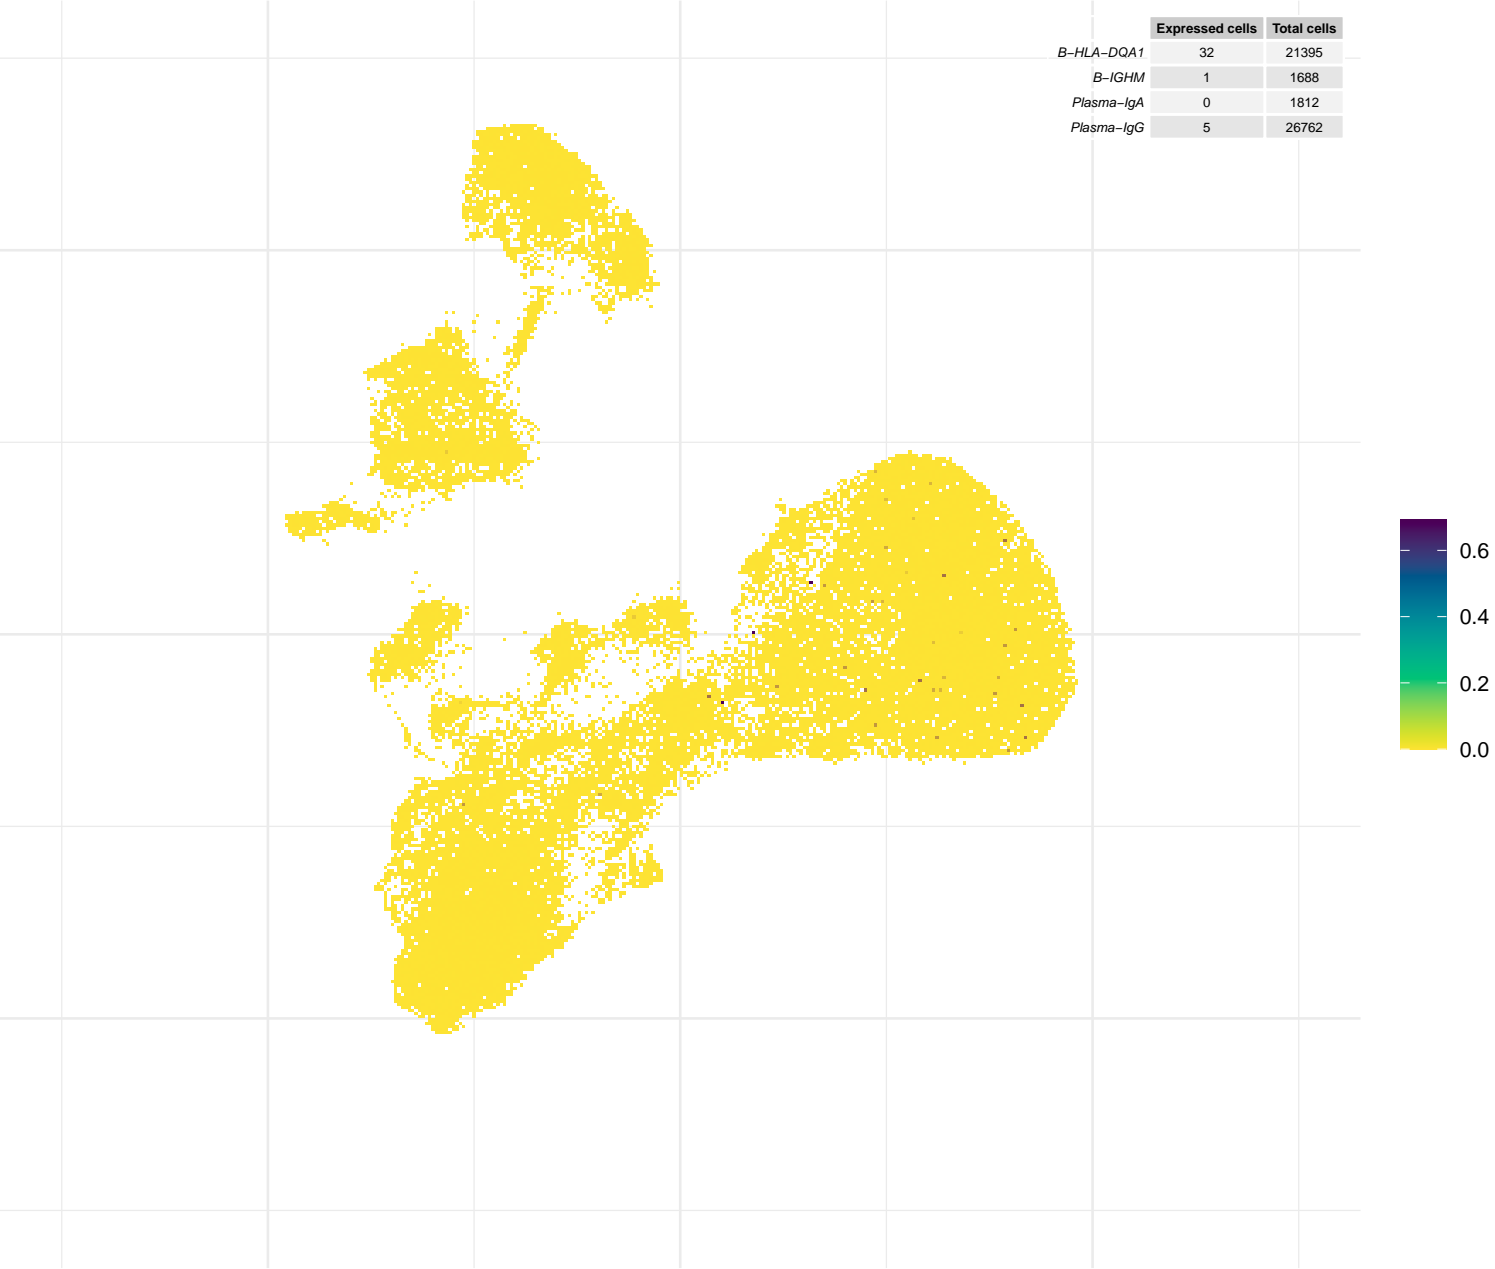 Expressed cells Total cells
B−HLA−DQA1 32 21395
B−IGHM 1 1688
Plasma−IgA 0 1812
Plasma−IgG 5 26762
0.6
0.4
0.2
0.0